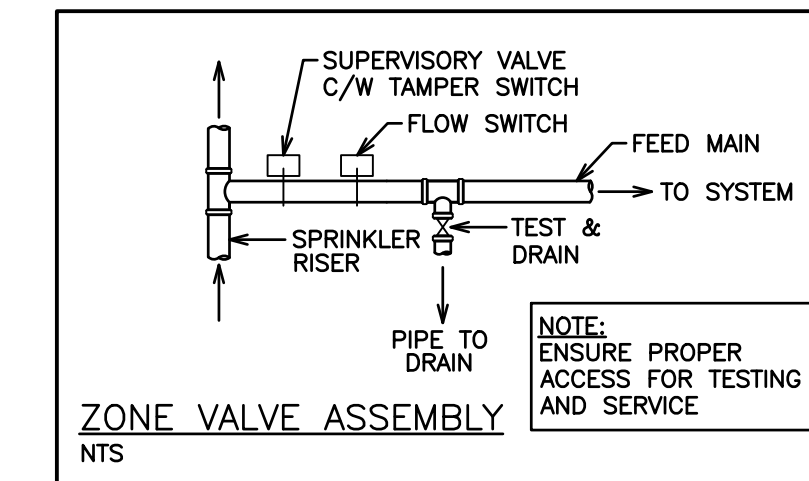 SUPERVISORY VALVE
C/W TAMPER SWITCH
FLOW SWITCH
FEED MAIN
TO SYSTEM
SPRINKLER
RISER
TEST &
DRAIN
PIPE TO
DRAIN
NOTE:
ENSURE PROPER
ACCESS FOR TESTING
AND SERVICE
ZONE VALVE ASSEMBLY
NTS